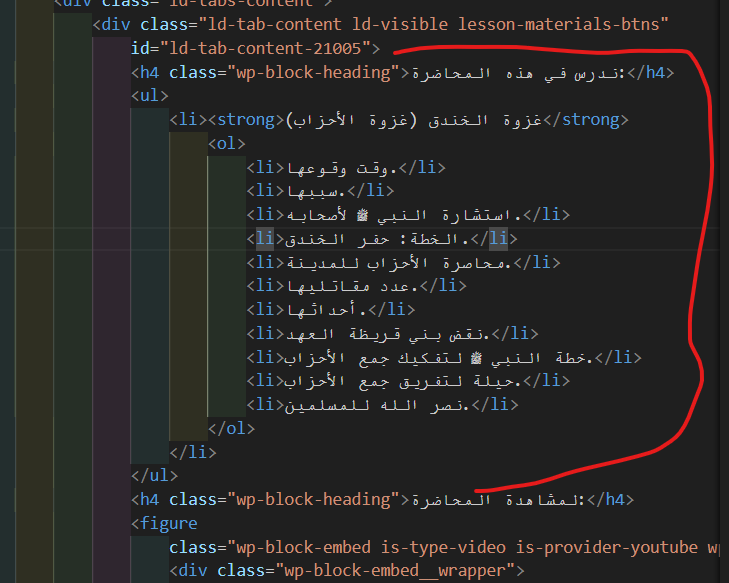 <div class="ld-tabs-content">
<div class="ld-tab-content ld-visible lesson-materials-btns"
id="ld-tab-content-21005">
<h4 class="wp-block-heading">ندرس في هذه المحاضرة:</h4>
<ul>
<li><strong>غزوة الخندق (غزوة الأحزاب)</strong>
<ol>
<li>وقت وقوعها.</li>
<li>سببها.</li>
<li>استشارة النبي ﷺ لأصحابه.</li>
<li>الخطة: حفر الخندق.</li>
<li>محاصرة الأحزاب للمدينة.</li>
<li>عدد مقاتليها.</li>
<li>أحداثها.</li>
<li>نقض بني قريظة العهد.</li>
<li>خطة النبي ﷺ لتفكيك جمع الأحزاب.</li>
<li>حيلة لتفريق جمع الأحزاب.</li>
<li>نصر الله للمسلمين.</li>
</ol>
</li>
</ul>
<h4 class="wp-block-heading">لمشاهدة المحاضرة:</h4>
<figure
class="wp-block-embed is-type-video is-provider-youtube
<div class="wp-block-embed__wrapper">